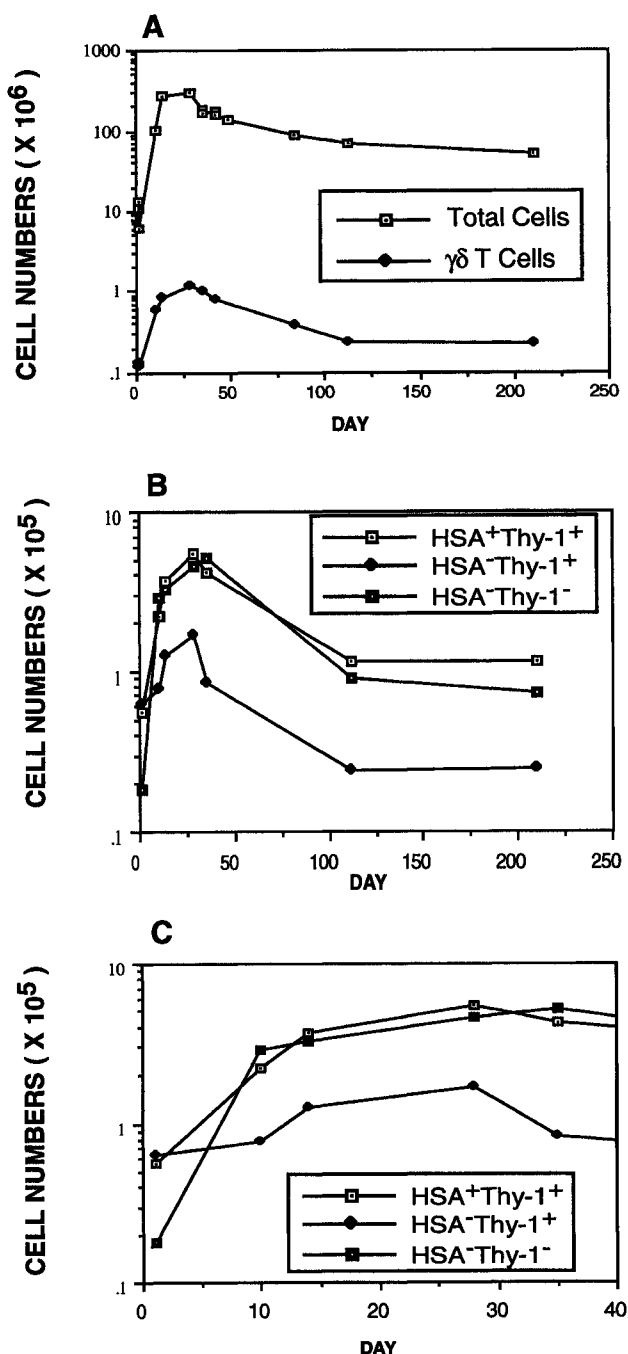 A
CELL NUMBERS ( X 10⁶)
1000
100
10
1
.1
Total Cells
γδ T Cells
0 50 100 150 200 250
DAY
B
CELL NUMBERS ( X 10⁵)
10
1
.1
HSA⁺Thy-1⁺
HSA⁻Thy-1⁺
HSA⁻Thy-1⁻
0 50 100 150 200 250
DAY
C
CELL NUMBERS ( X 10⁵)
10
1
.1
HSA⁺Thy-1⁺
HSA⁻Thy-1⁺
HSA⁻Thy-1⁻
0 10 20 30 40
DAY